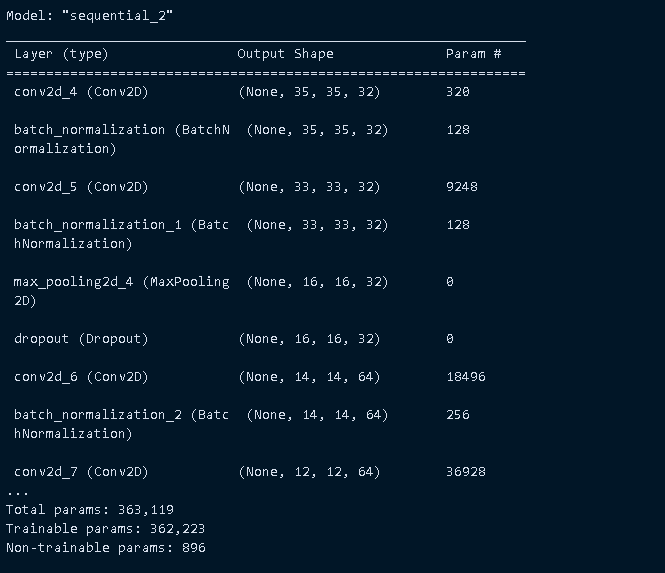 Model: "sequential_2"
_________________________________________________________________
Layer (type) Output Shape Param #
=================================================================
conv2d_4 (Conv2D) (None, 35, 35, 32) 320
batch_normalization (BatchN (None, 35, 35, 32) 128
ormalization)
conv2d_5 (Conv2D) (None, 33, 33, 32) 9248
batch_normalization_1 (Batc (None, 33, 33, 32) 128
hNormalization)
max_pooling2d_4 (MaxPooling (None, 16, 16, 32) 0
2D)
dropout (Dropout) (None, 16, 16, 32) 0
conv2d_6 (Conv2D) (None, 14, 14, 64) 18496
batch_normalization_2 (Batc (None, 14, 14, 64) 256
hNormalization)
conv2d_7 (Conv2D) (None, 12, 12, 64) 36928
...
Total params: 363,119
Trainable params: 362,223
Non-trainable params: 896